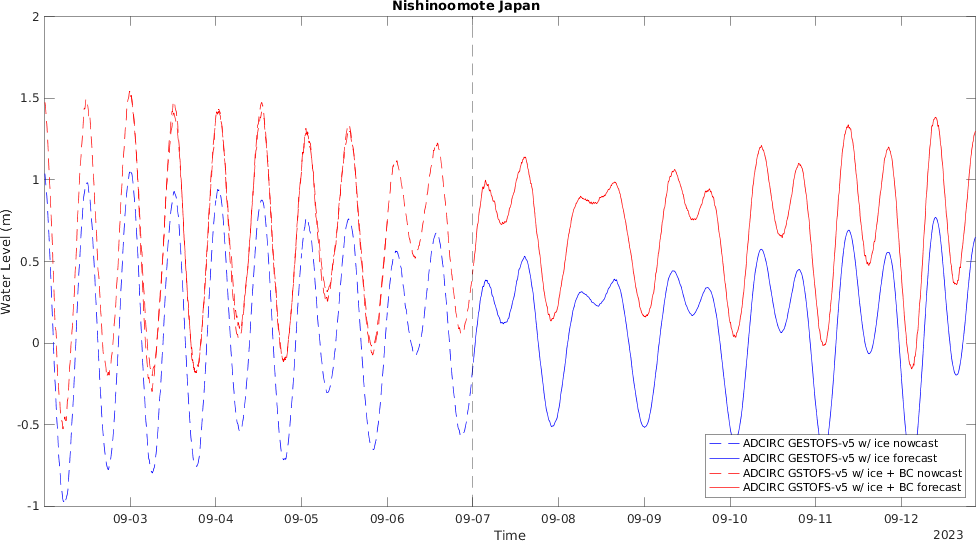 Nishinoomote Japan
2
1.5
1
0.5
0
-0.5
-1
Water Level (m)
09-03 09-04 09-05 09-06 09-07 09-08 09-09 09-10 09-11 09-12
Time
2023
ADCIRC GESTOFS-v5 w/ ice nowcast
ADCIRC GESTOFS-v5 w/ ice forecast
ADCIRC GSTOFS-v5 w/ ice + BC nowcast
ADCIRC GSTOFS-v5 w/ ice + BC forecast